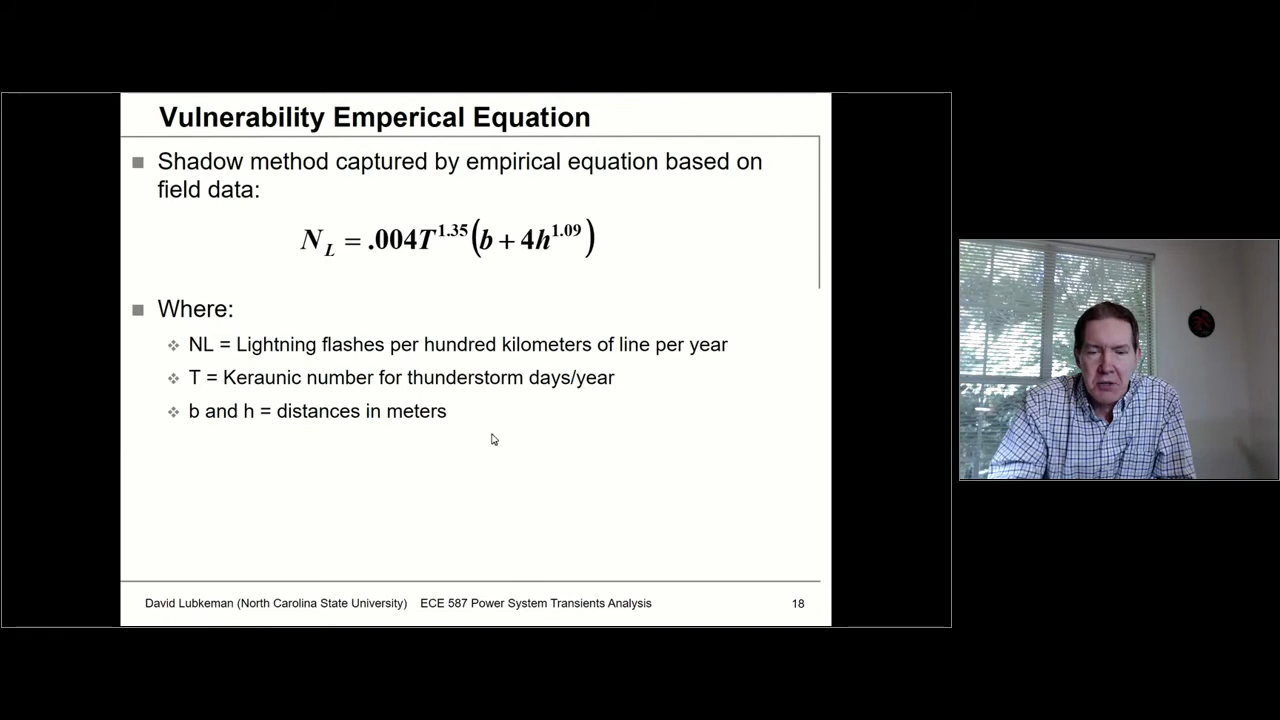 Vulnerability Emperical Equation
Shadow method captured by empirical equation based on
field data:
N_L = .004T^1.35(b + 4h^1.09)
Where:
NL = Lightning flashes per hundred kilometers of line per year
T = Keraunic number for thunderstorm days/year
b and h = distances in meters
David Lubkeman (North Carolina State University) ECE 587 Power System Transients Analysis 18